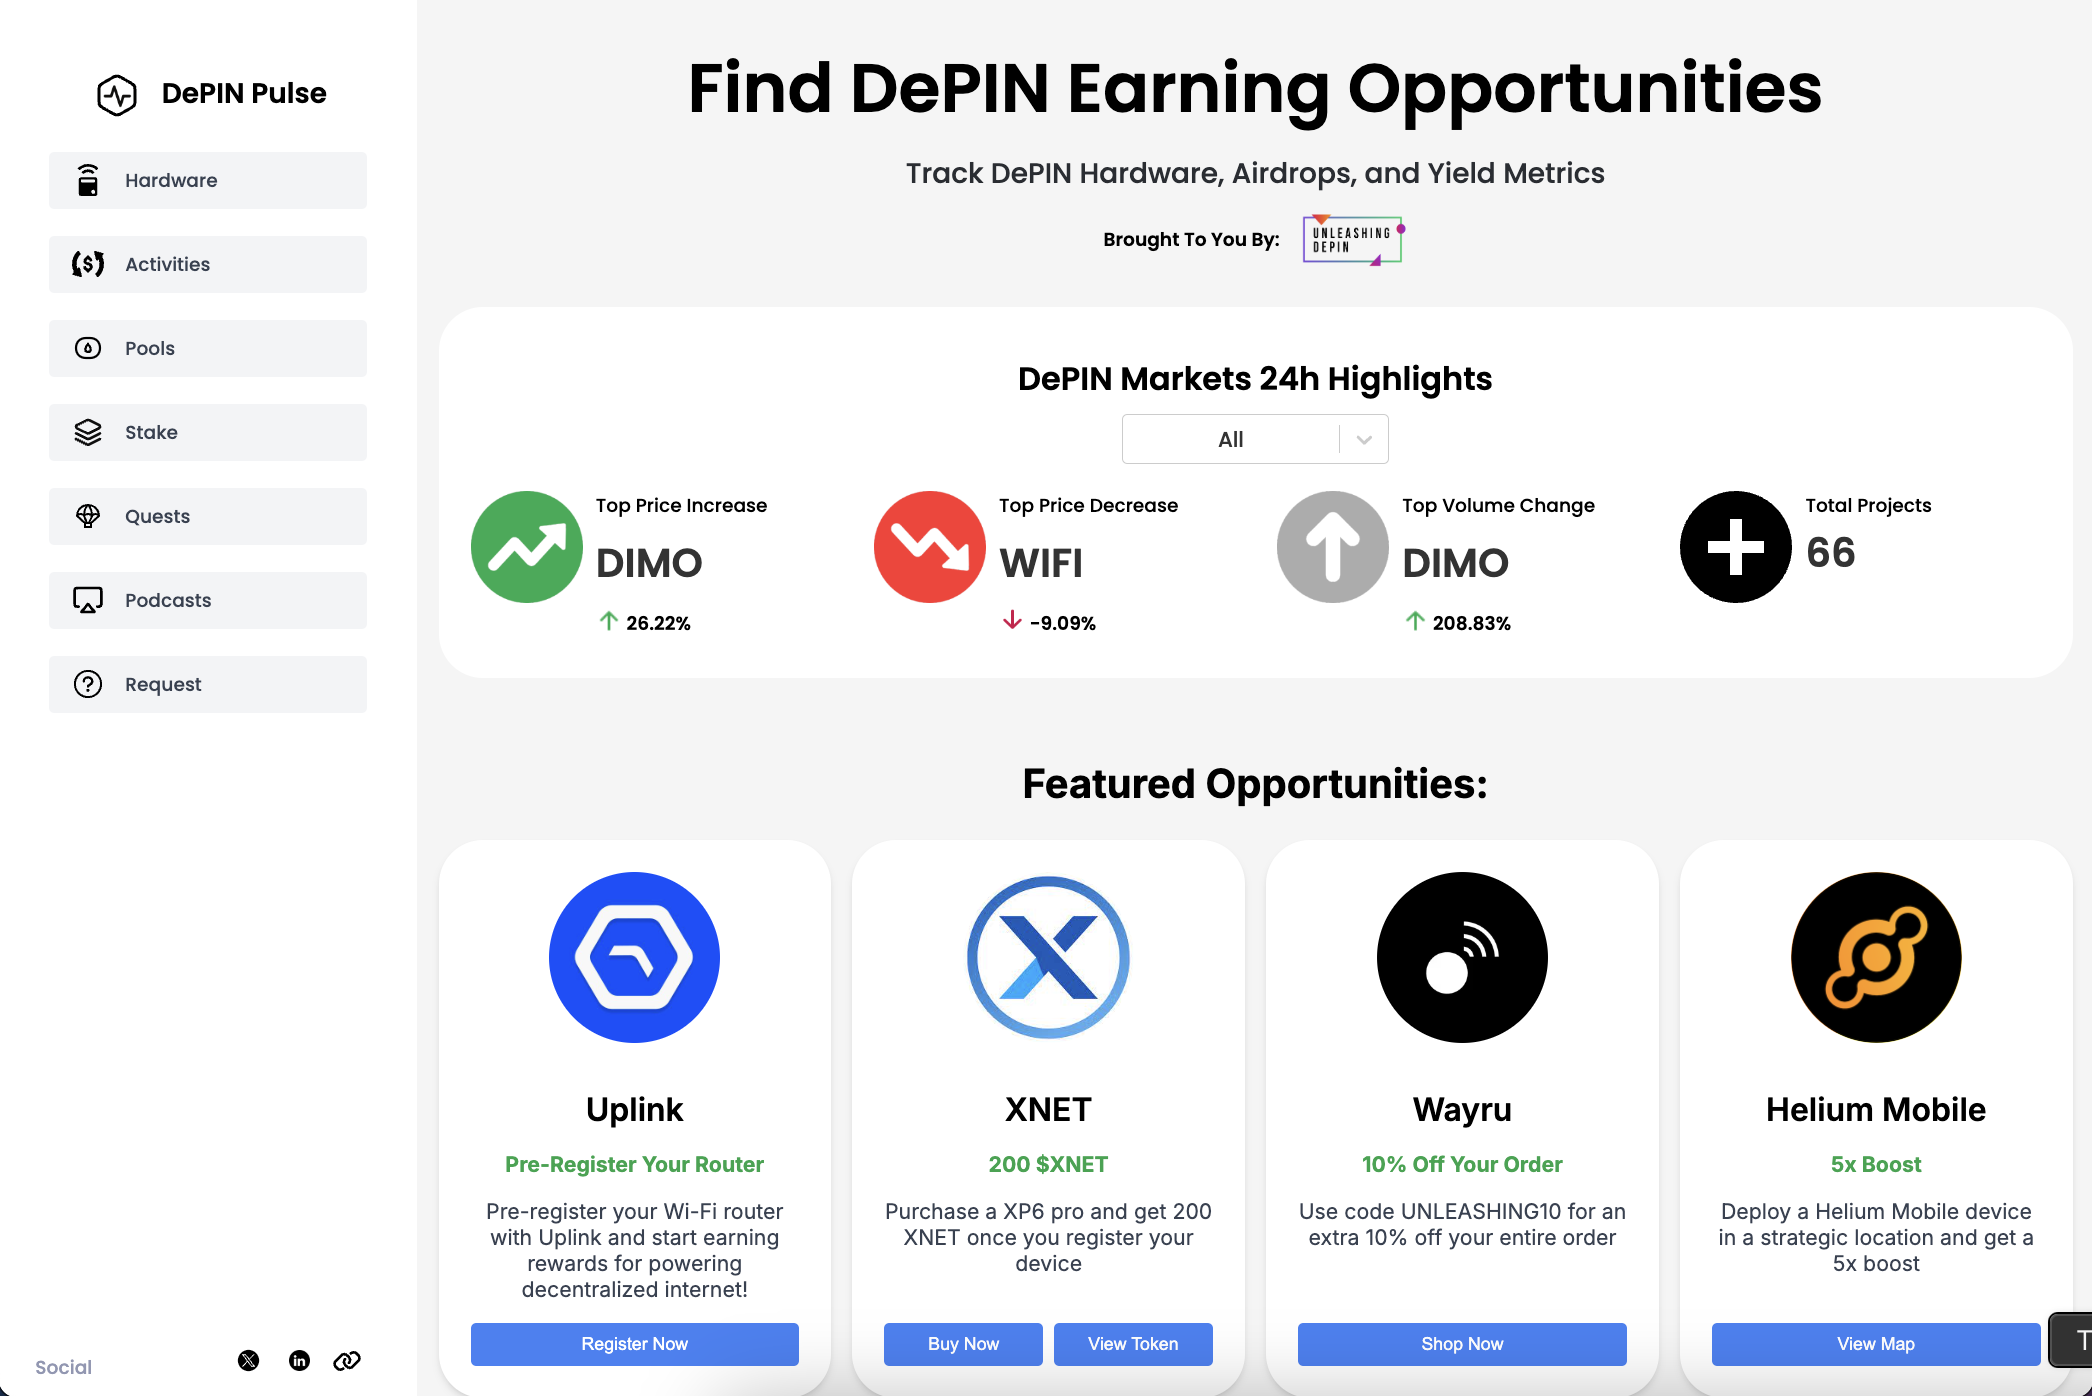 DePIN Pulse
Hardware
Activities
Pools
Stake
Quests
Podcasts
Request
Social
Find DePIN Earning Opportunities
Track DePIN Hardware, Airdrops, and Yield Metrics
Brought To You By:
UNLEASHING
DEPIN
DePIN Markets 24h Highlights
All
Top Price Increase
DIMO
26.22%
Top Price Decrease
WIFI
-9.09%
Top Volume Change
DIMO
208.83%
Total Projects
66
Featured Opportunities:
Uplink
Pre-Register Your Router
Pre-register your Wi-Fi router
with Uplink and start earning
rewards for powering
decentralized internet!
Register Now
XNET
200 $XNET
Purchase a XP6 pro and get 200
XNET once you register your
device
Buy Now
View Token
Wayru
10% Off Your Order
Use code UNLEASHING10 for an
extra 10% off your entire order
Shop Now
Helium Mobile
5x Boost
Deploy a Helium Mobile device
in a strategic location and get a
5x boost
View Map